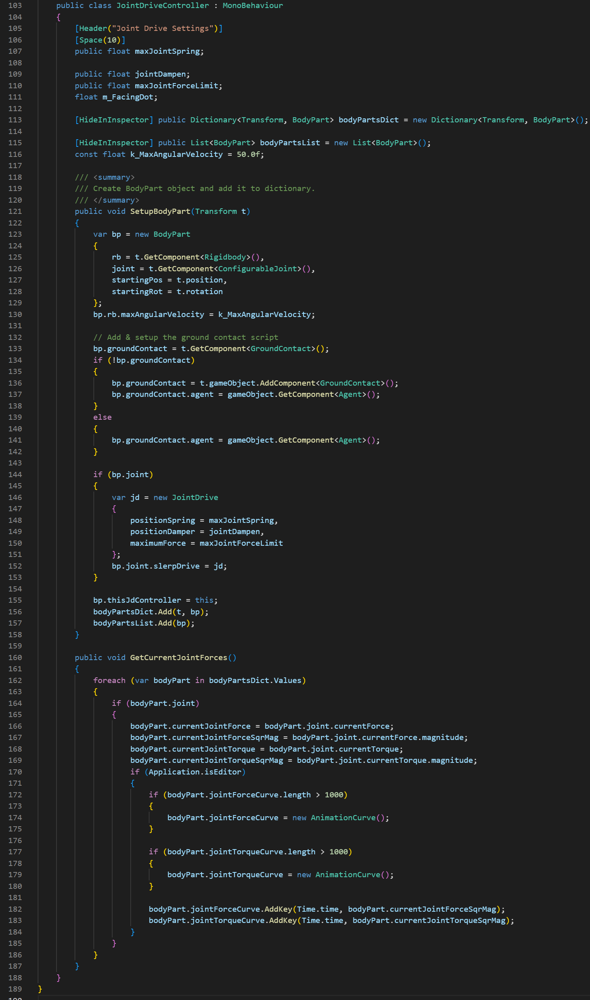 103 public class JointDriveController : MonoBehaviour
104 {
105 [Header("Joint Drive Settings")]
106 [Space(10)]
107 public float maxJointSpring;
108
109 public float jointDampen;
110 public float maxJointForceLimit;
111 float m_FacingDot;
112
113 [HideInInspector] public Dictionary<Transform, BodyPart> bodyPartsDict = new Dictionary<Transform, BodyPart>();
114
115 [HideInInspector] public List<BodyPart> bodyPartsList = new List<BodyPart>();
116 const float k_MaxAngularVelocity = 50.0f;
117
118 /// <summary>
119 /// Create BodyPart object and add it to dictionary.
120 /// </summary>
121 public void SetupBodyPart(Transform t)
122 {
123 var bp = new BodyPart
124 {
125 rb = t.GetComponent<Rigidbody>(),
126 joint = t.GetComponent<ConfigurableJoint>(),
127 startingPos = t.position,
128 startingRot = t.rotation
129 };
130 bp.rb.maxAngularVelocity = k_MaxAngularVelocity;
131
132 // Add & setup the ground contact script
133 bp.groundContact = t.GetComponent<GroundContact>();
134 if (!bp.groundContact)
135 {
136 bp.groundContact = t.gameObject.AddComponent<GroundContact>();
137 bp.groundContact.agent = gameObject.GetComponent<Agent>();
138 }
139 else
140 {
141 bp.groundContact.agent = gameObject.GetComponent<Agent>();
142 }
143
144 if (bp.joint)
145 {
146 var jd = new JointDrive
147 {
148 positionSpring = maxJointSpring,
149 positionDamper = jointDampen,
150 maximumForce = maxJointForceLimit
151 };
152 bp.joint.slerpDrive = jd;
153 }
154
155 bp.thisJdController = this;
156 bodyPartsDict.Add(t, bp);
157 bodyPartsList.Add(bp);
158 }
159
160 public void GetCurrentJointForces()
161 {
162 foreach (var bodyPart in bodyPartsDict.Values)
163 {
164 if (bodyPart.joint)
165 {
166 bodyPart.currentJointForce = bodyPart.joint.currentForce;
167 bodyPart.currentJointForceSqrMag = bodyPart.joint.currentForce.magnitude;
168 bodyPart.currentJointTorque = bodyPart.joint.currentTorque;
169 bodyPart.currentJointTorqueSqrMag = bodyPart.joint.currentTorque.magnitude;
170 if (Application.isEditor)
171 {
172 if (bodyPart.jointForceCurve.length > 1000)
173 {
174 bodyPart.jointForceCurve = new AnimationCurve();
175 }
176
177 if (bodyPart.jointTorqueCurve.length > 1000)
178 {
179 bodyPart.jointTorqueCurve = new AnimationCurve();
180 }
181
182 bodyPart.jointForceCurve.AddKey(Time.time, bodyPart.currentJointForceSqrMag);
183 bodyPart.jointTorqueCurve.AddKey(Time.time, bodyPart.currentJointTorqueSqrMag);
184 }
185 }
186 }
187 }
188 }
189 }